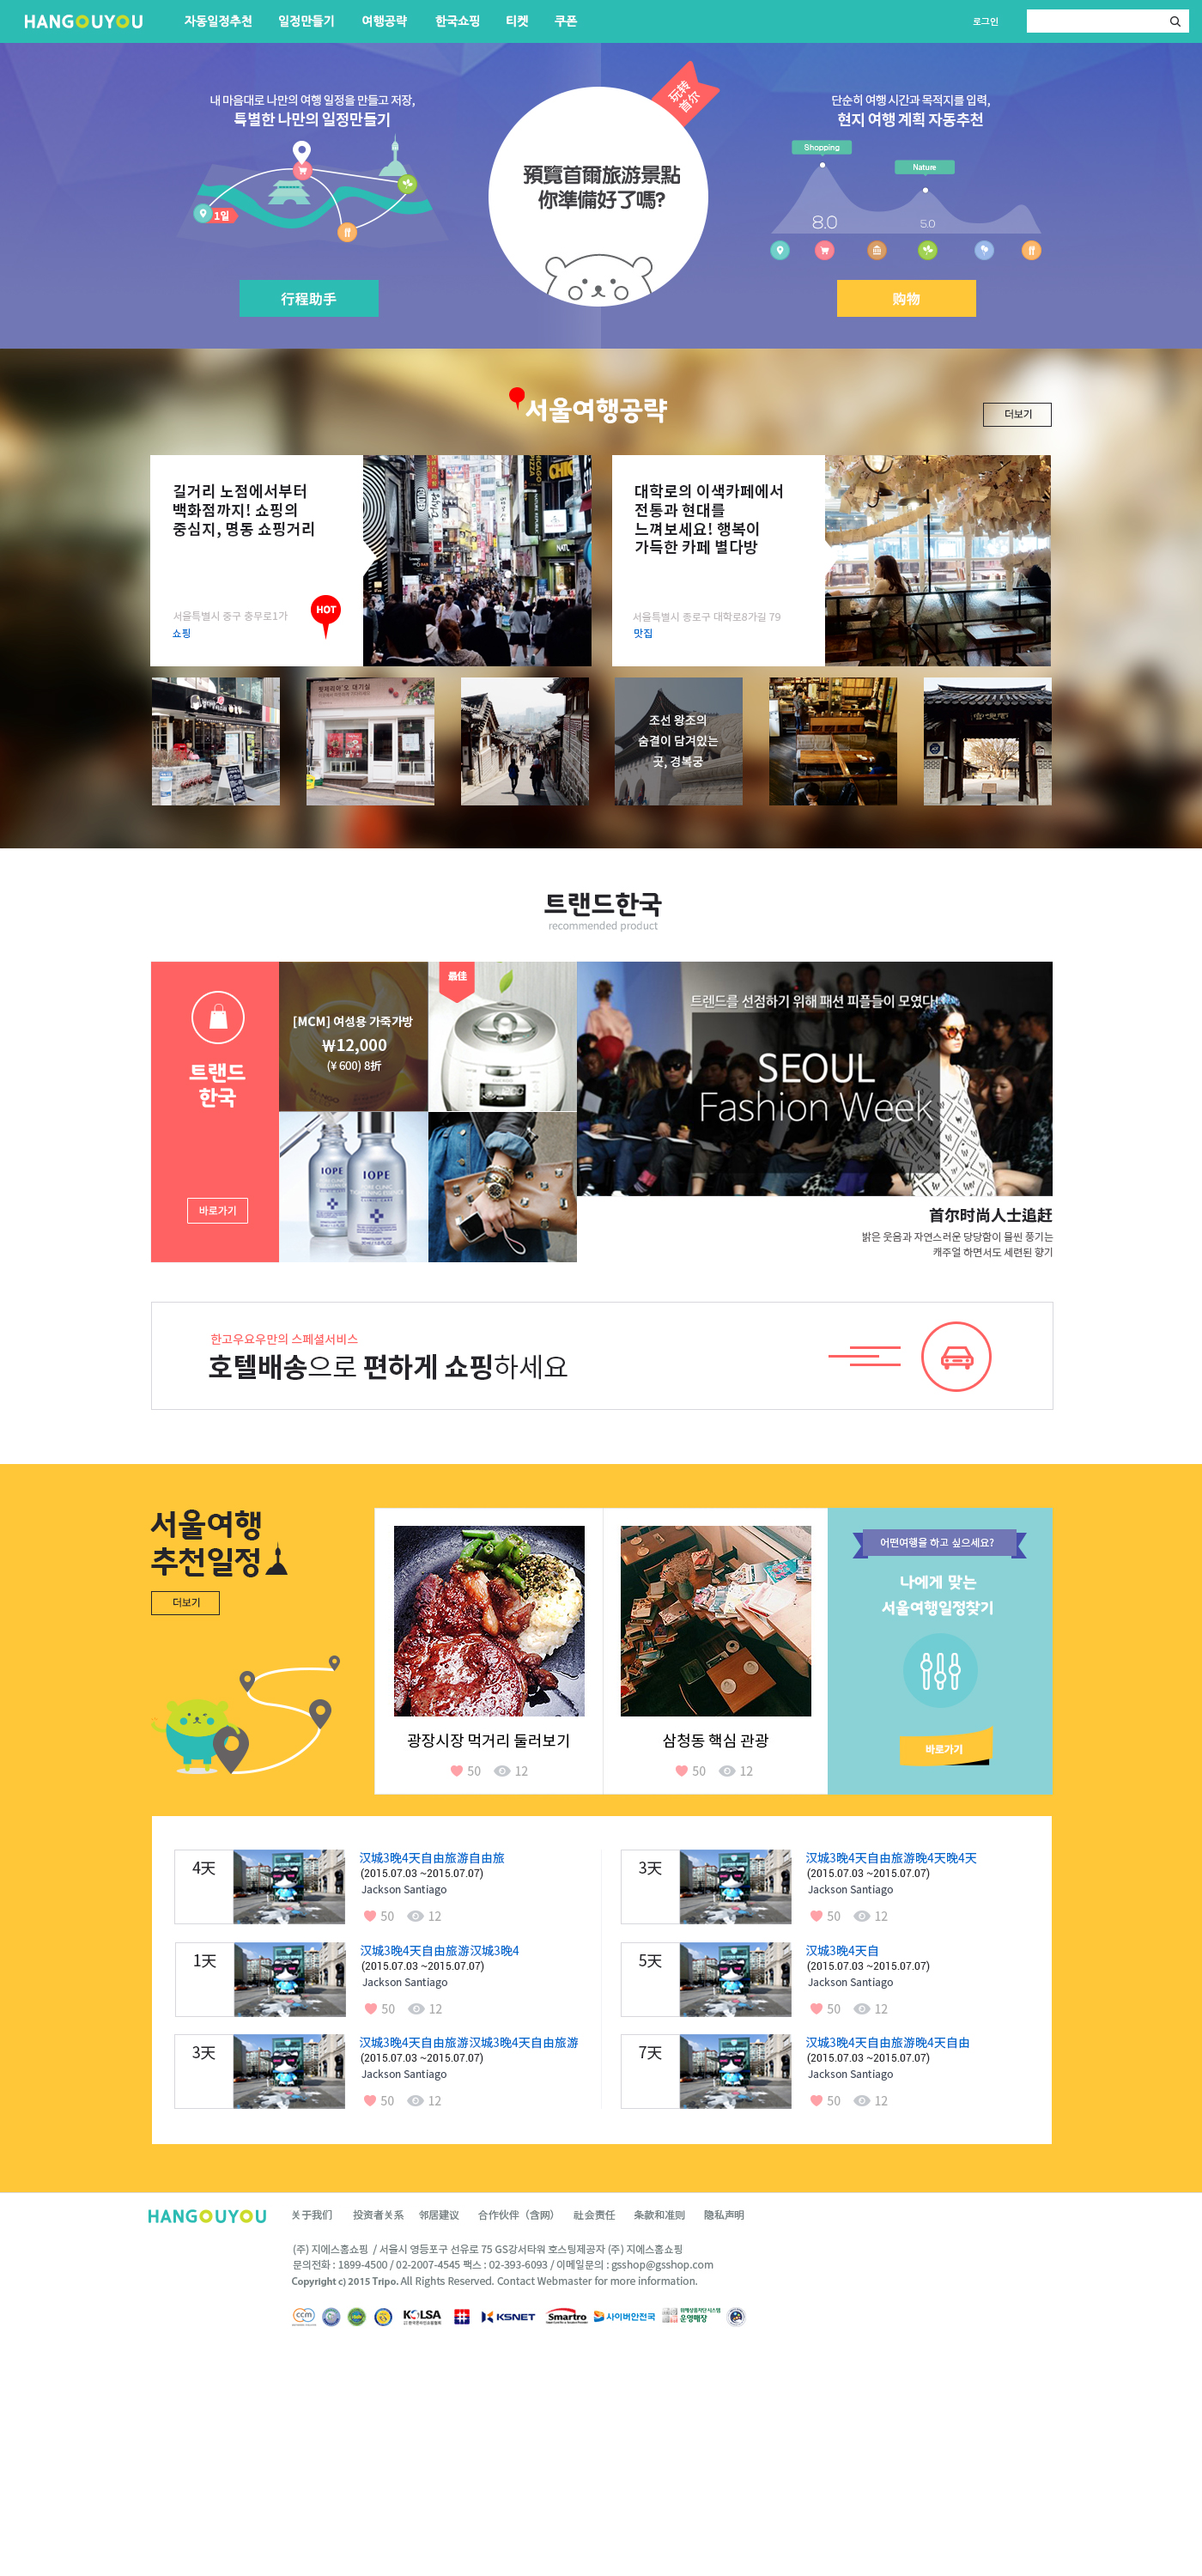 HANGOUYOU
자동일정추천 일정만들기 여행공략 한국쇼핑 티켓 쿠폰
로그인
내 마음대로 나만의 여행 일정을 만들고 저장,
특별한 나만의 일정만들기
1일
行程助手
玩转
首尔
預覽首爾旅游景點
你準備好了嗎?
단순히 여행 시간과 목적지를 입력,
현지 여행 계획 자동추천
Shopping
Nature
8.0
5.0
购物
서울여행공략
더보기
길거리 노점에서부터
백화점까지! 쇼핑의
중심지, 명동 쇼핑거리
서울특별시 중구 충무로1가
쇼핑
HOT
대학로의 이색카페에서
전통과 현대를
느껴보세요! 행복이
가득한 카페 별다방
서울특별시 종로구 대학로8가길 79
맛집
조선 왕조의
숨결이 담겨있는
곳, 경복궁
트랜드한국
recommended product
트랜드
한국
바로가기
[MCM] 여성용 가죽가방
₩12,000
(¥ 600) 8折
最佳
IOPE
IOPE
트렌드를 선점하기 위해 패션 피플들이 모였다!
SEOUL
Fashion Week
首尔时尚人士追赶
밝은 웃음과 자연스러운 당당함이 물씬 풍기는
캐주얼 하면서도 세련된 향기
한고우요우만의 스페셜서비스
호텔배송으로 편하게 쇼핑하세요
서울여행
추천일정
더보기
광장시장 먹거리 둘러보기
50 12
삼청동 핵심 관광
50 12
어떤여행을 하고 싶으세요?
나에게 맞는
서울여행일정찾기
바로가기
4天
汉城3晚4天自由旅游自由旅
(2015.07.03 ~2015.07.07)
Jackson Santiago
50 12
3天
汉城3晚4天自由旅游晚4天晚4天
(2015.07.03 ~2015.07.07)
Jackson Santiago
50 12
1天
汉城3晚4天自由旅游汉城3晚4
(2015.07.03 ~2015.07.07)
Jackson Santiago
50 12
5天
汉城3晚4天自
(2015.07.03 ~2015.07.07)
Jackson Santiago
50 12
3天
汉城3晚4天自由旅游汉城3晚4天自由旅游
(2015.07.03 ~2015.07.07)
Jackson Santiago
50 12
7天
汉城3晚4天自由旅游晚4天自由
(2015.07.03 ~2015.07.07)
Jackson Santiago
50 12
HANGOUYOU
关于我们 投资者关系 邻居建议 合作伙伴（含网） 社会责任 条款和准则 隐私声明
(주) 지에스홈쇼핑 / 서울시 영등포구 선유로 75 GS강서타워 호스팅제공자 (주) 지에스홈쇼핑
문의전화 : 1899-4500 / 02-2007-4545 팩스 : 02-393-6093 / 이메일문의 : gsshop@gsshop.com
Copyright c) 2015 Tripo. All Rights Reserved. Contact Webmaster for more information.
ccm KOLSA KSNET Smartro 사이버안전국 운영매장